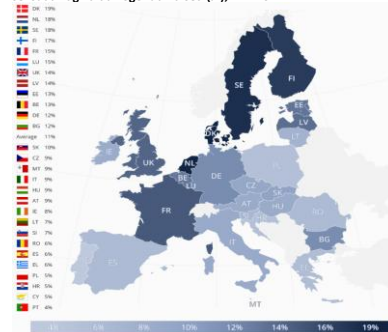 DK 19%
NL 18%
SE 18%
FI 17%
FR 15%
LU 15%
UK 14%
LV 14%
EE 13%
BE 13%
DE 12%
BG 12%
Average 11%
SK 10%
CZ 9%
MT 9%
IT 9%
HU 9%
AT 9%
IE 8%
LT 7%
SI 7%
RO 6%
ES 6%
EL 6%
PL 5%
HR 5%
CY 5%
PT 4%
FI
SE
EE
LV
LT
DK
IE
UK
NL
BE
LU
DE
PL
CZ
SK
AT
HU
FR
RO
IT
BG
ES
MT
6%
8%
10%
12%
14%
16%
19%